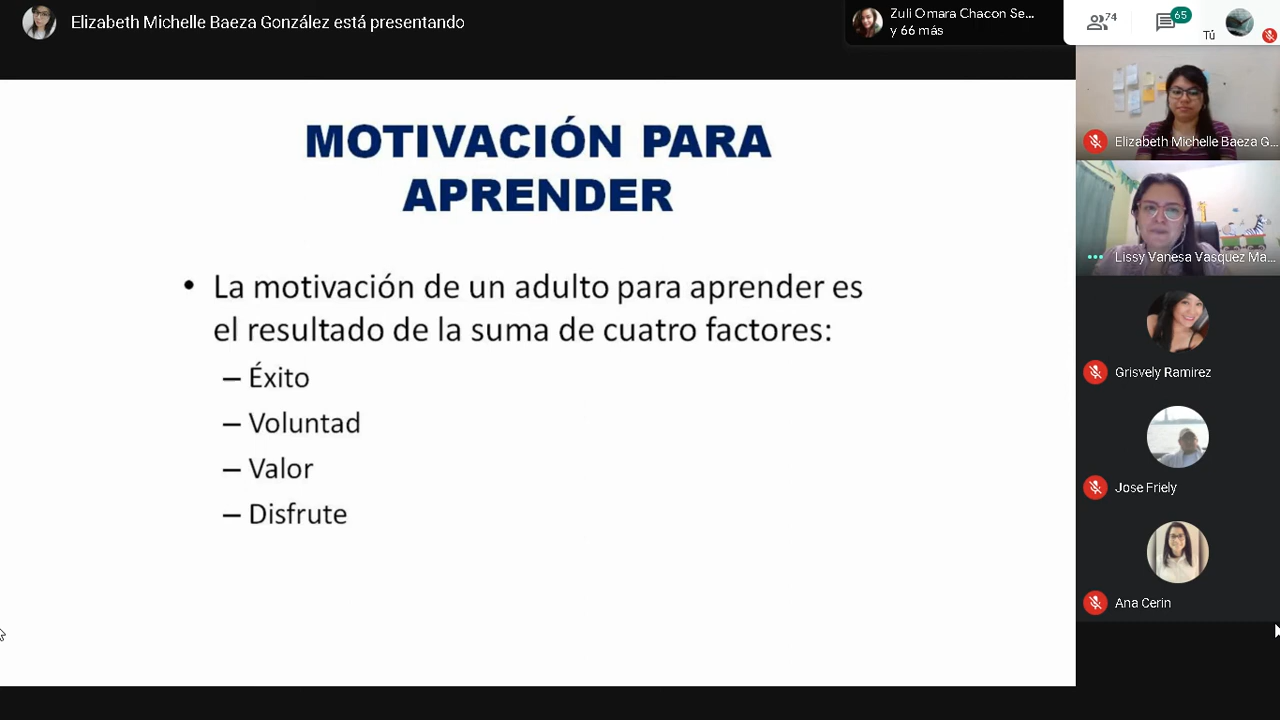 Elizabeth Michelle Baeza González está presentando
Zuli Omara Chacon Se...
y 66 más
74
65
Tú
MOTIVACIÓN PARA
APRENDER
• La motivación de un adulto para aprender es
el resultado de la suma de cuatro factores:
– Éxito
– Voluntad
– Valor
– Disfrute
Elizabeth Michelle Baeza G...
Lissy Vanesa Vasquez Ma...
Grisvely Ramirez
Jose Friely
Ana Cerin